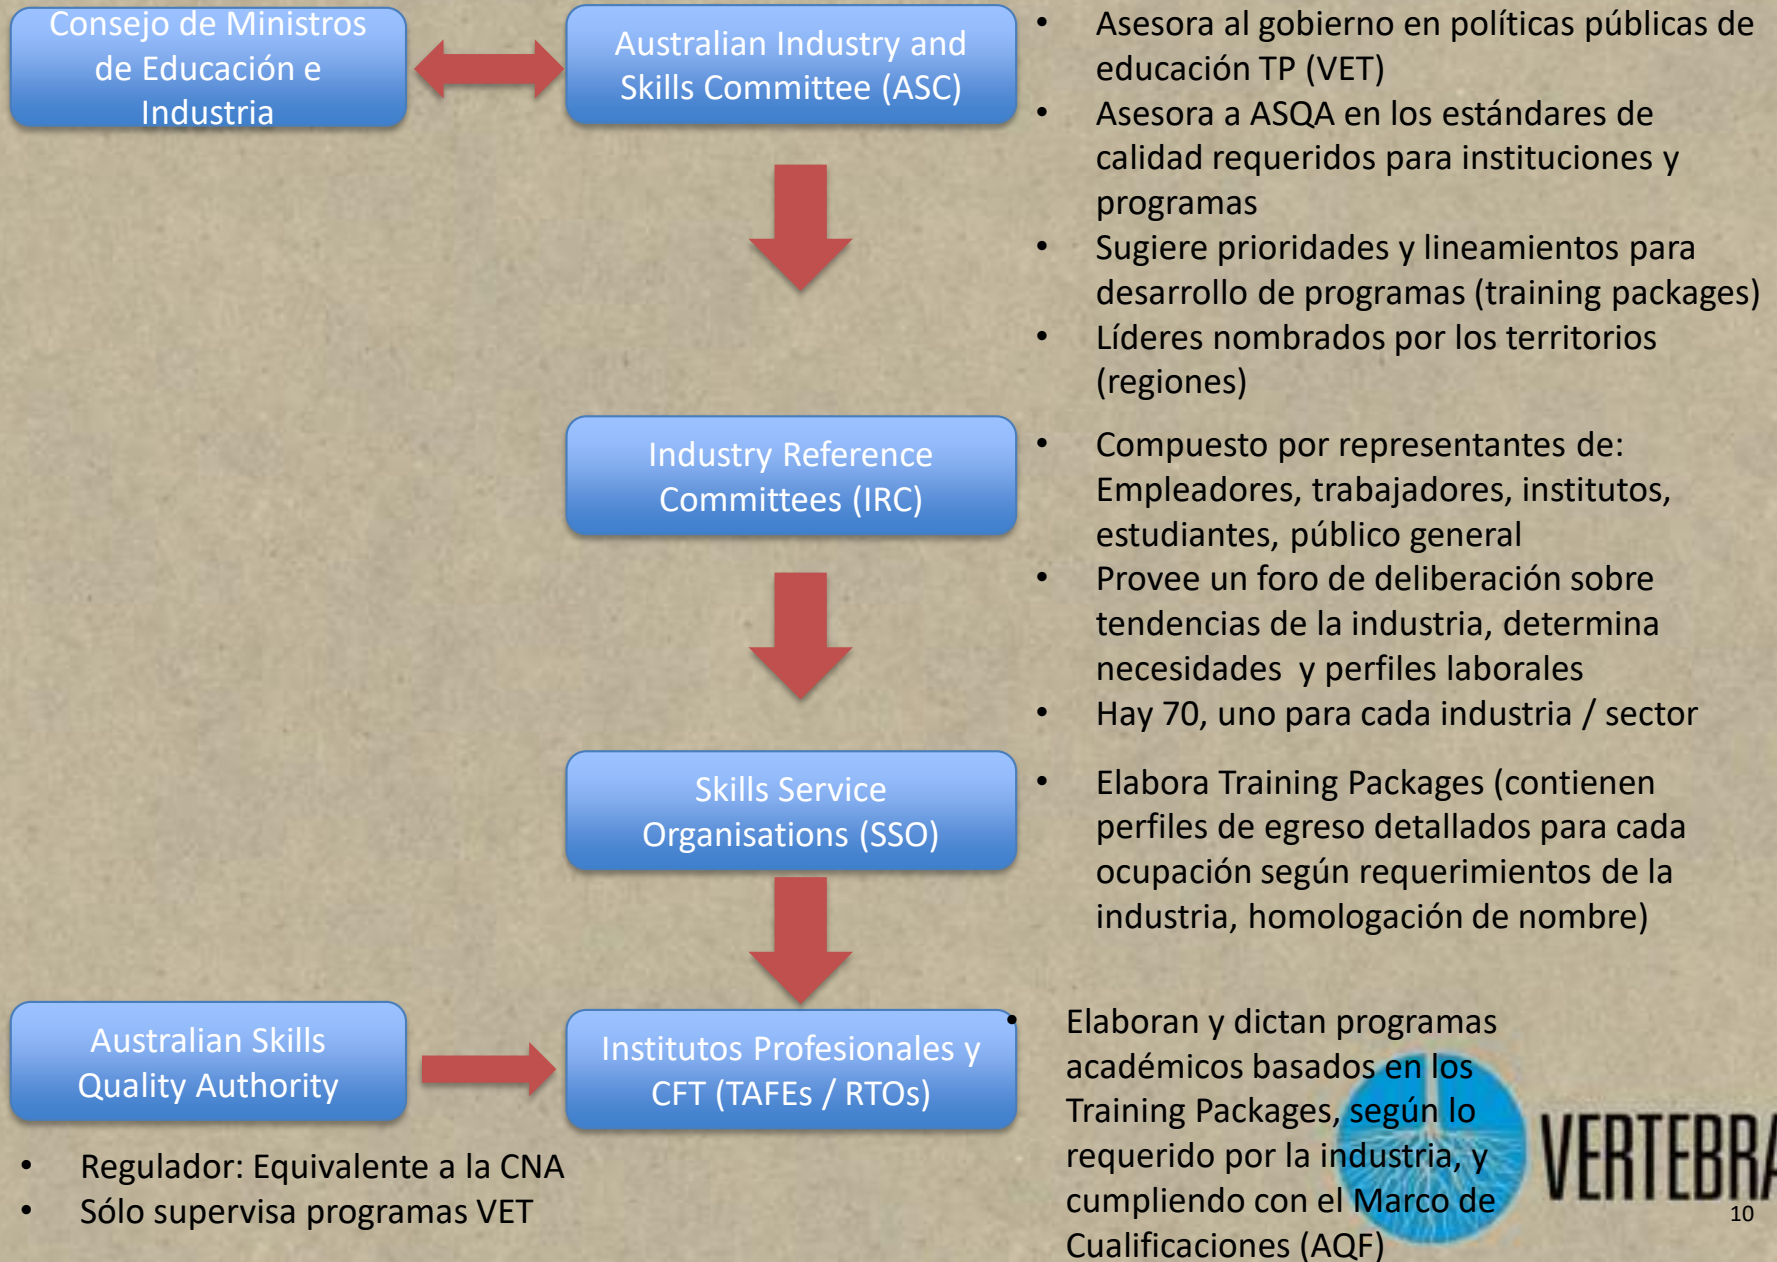 Consejo de Ministros
de Educación e
Industria
Australian Industry and
Skills Committee (ASC)
• Asesora al gobierno en políticas públicas de
educación TP (VET)
• Asesora a ASQA en los estándares de
calidad requeridos para instituciones y
programas
• Sugiere prioridades y lineamientos para
desarrollo de programas (training packages)
• Líderes nombrados por los territorios
(regiones)
Industry Reference
Committees (IRC)
• Compuesto por representantes de:
Empleadores, trabajadores, institutos,
estudiantes, público general
• Provee un foro de deliberación sobre
tendencias de la industria, determina
necesidades y perfiles laborales
• Hay 70, uno para cada industria / sector
Skills Service
Organisations (SSO)
• Elabora Training Packages (contienen
perfiles de egreso detallados para cada
ocupación según requerimientos de la
industria, homologación de nombre)
Australian Skills
Quality Authority
• Regulador: Equivalente a la CNA
• Sólo supervisa programas VET
Institutos Profesionales y
CFT (TAFEs / RTOs)
• Elaboran y dictan programas
académicos basados en los
Training Packages, según lo
requerido por la industria, y
cumpliendo con el Marco de
Cualificaciones (AQF)
VERTEBRA
10